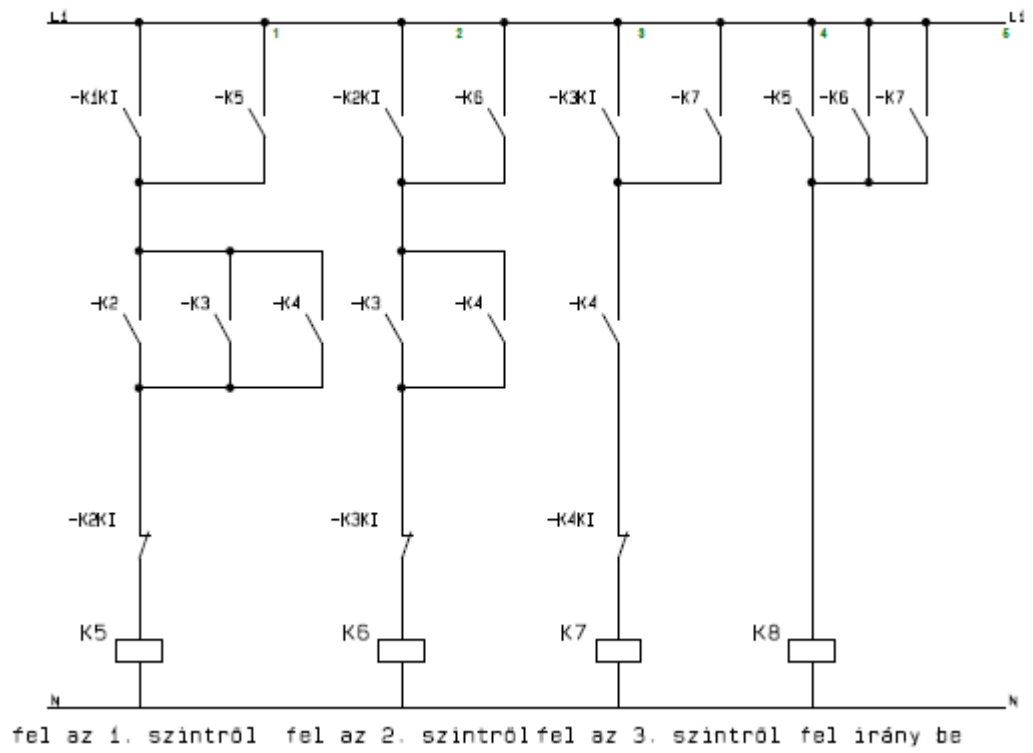 L1 L1
1 2 3 4 5
-K1KI -K5 -K2KI -K6 -K3KI -K7 -K5 -K6 -K7
-K2 -K3 -K4 -K3 -K4 -K4
-K2KI -K3KI -K4KI
K5 K6 K7 K8
N N
fel az 1. szintről fel az 2. szintről fel az 3. szintről fel irány be